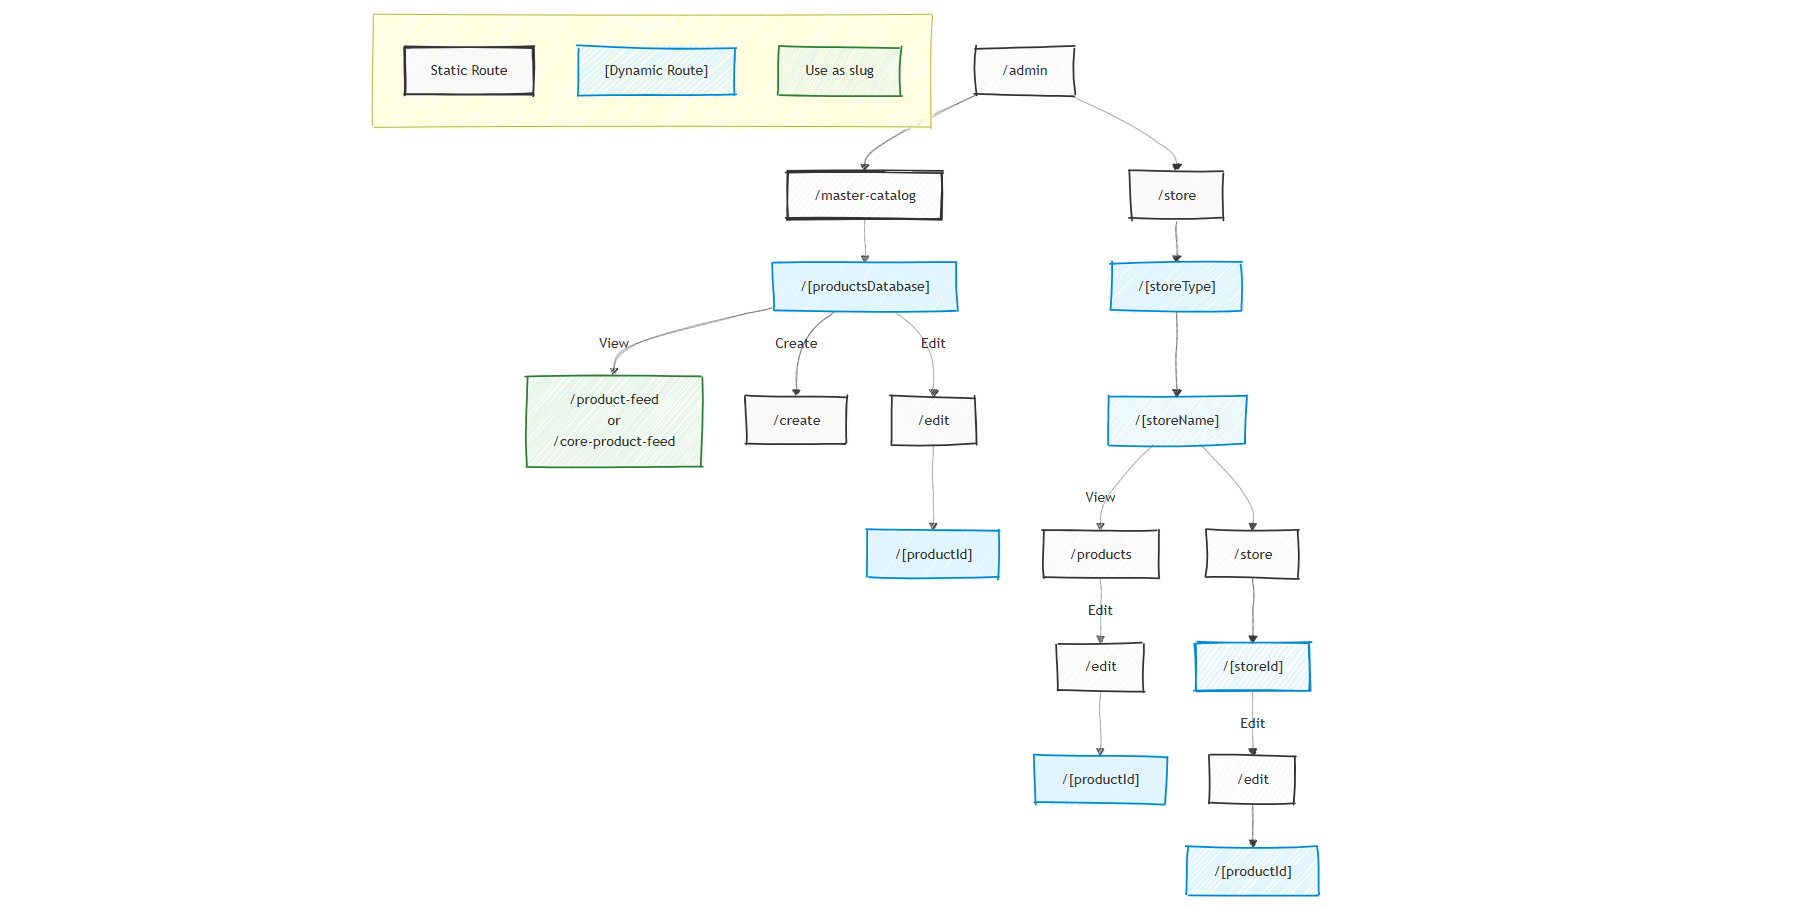 Static Route
[Dynamic Route]
Use as slug
/admin
/master-catalog
/store
/[productsDatabase]
/[storeType]
View
Create
Edit
/product-feed
or
/core-product-feed
/create
/edit
/[storeName]
View
/[productId]
/products
/store
Edit
/edit
/[storeId]
Edit
/[productId]
/edit
/[productId]